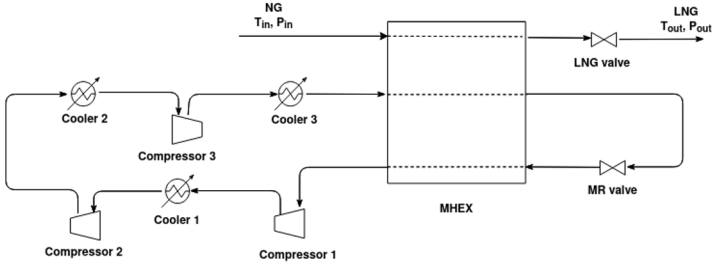 NG
Tin, Pin
LNG
Tout, Pout
LNG valve
Cooler 2
Cooler 3
Compressor 3
MR valve
Cooler 1
MHEX
Compressor 2
Compressor 1